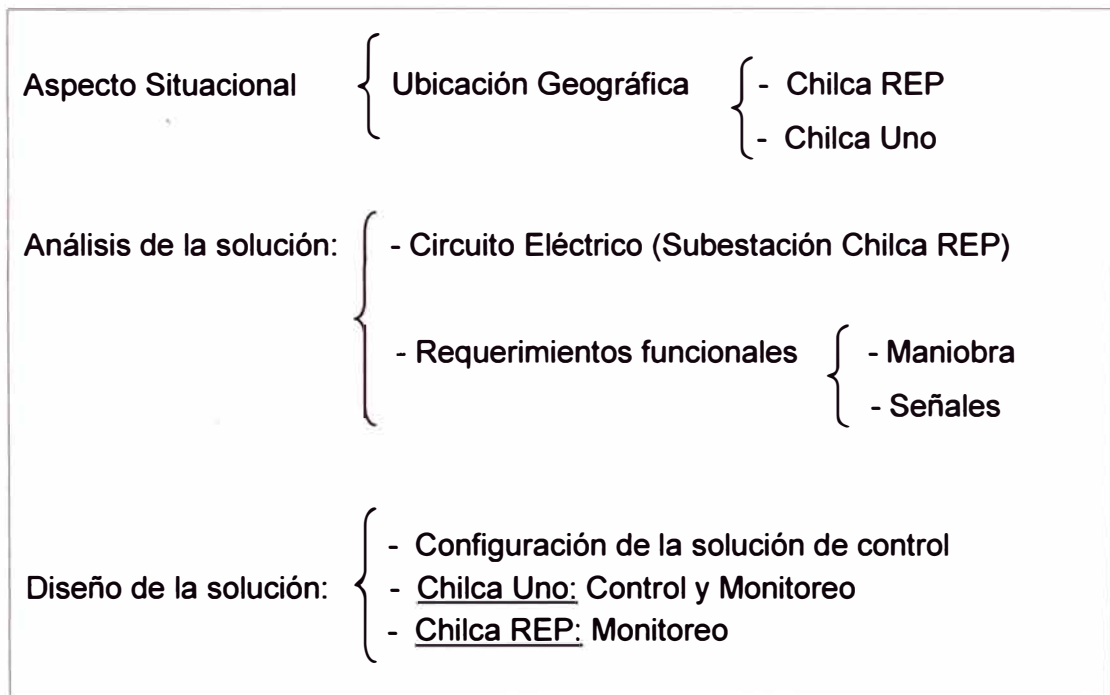 Aspecto Situacional Ubicación Geográfica - Chilca REP
- Chilca Uno
Análisis de la solución: - Circuito Eléctrico (Subestación Chilca REP)
- Requerimientos funcionales - Maniobra
- Señales
- Configuración de la solución de control
Diseño de la solución: - Chilca Uno: Control y Monitoreo
- Chilca REP: Monitoreo